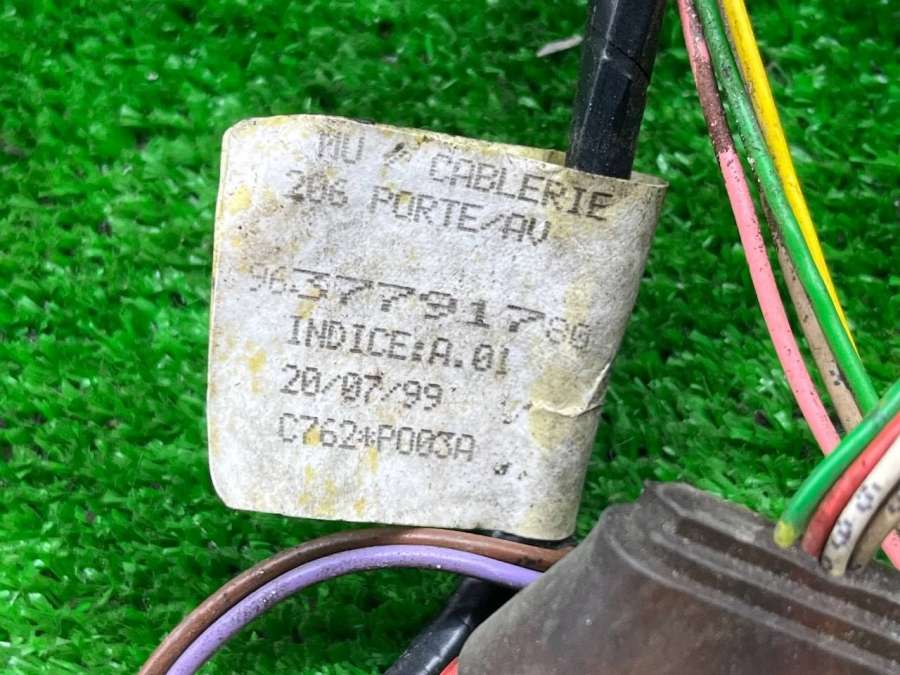 MU / CABLERIE
206 PORTE/AV
9637791780
INDICE:A.01
20/07/99
C762*P003A